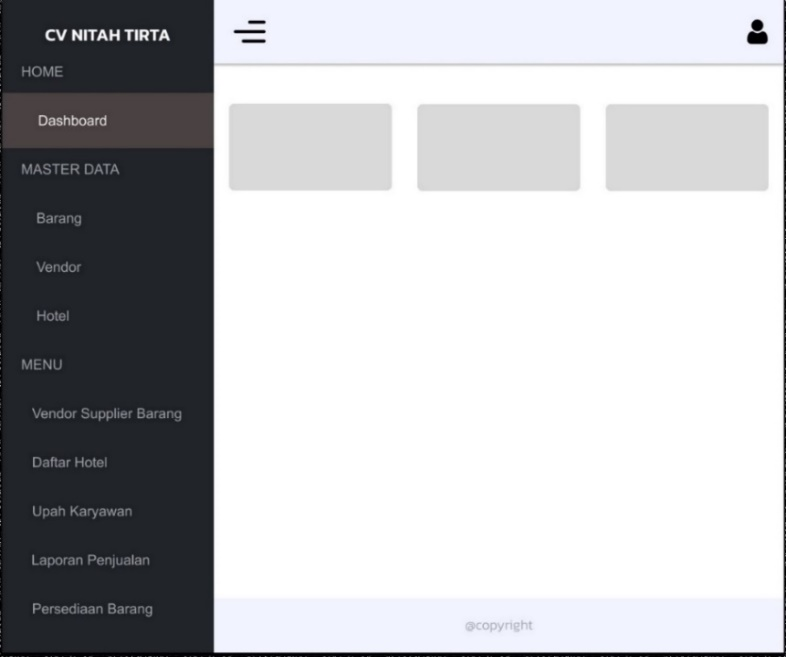 CV NITAH TIRTA
HOME
Dashboard
MASTER DATA
Barang
Vendor
Hotel
MENU
Vendor Supplier Barang
Daftar Hotel
Upah Karyawan
Laporan Penjualan
Persediaan Barang
@copyright